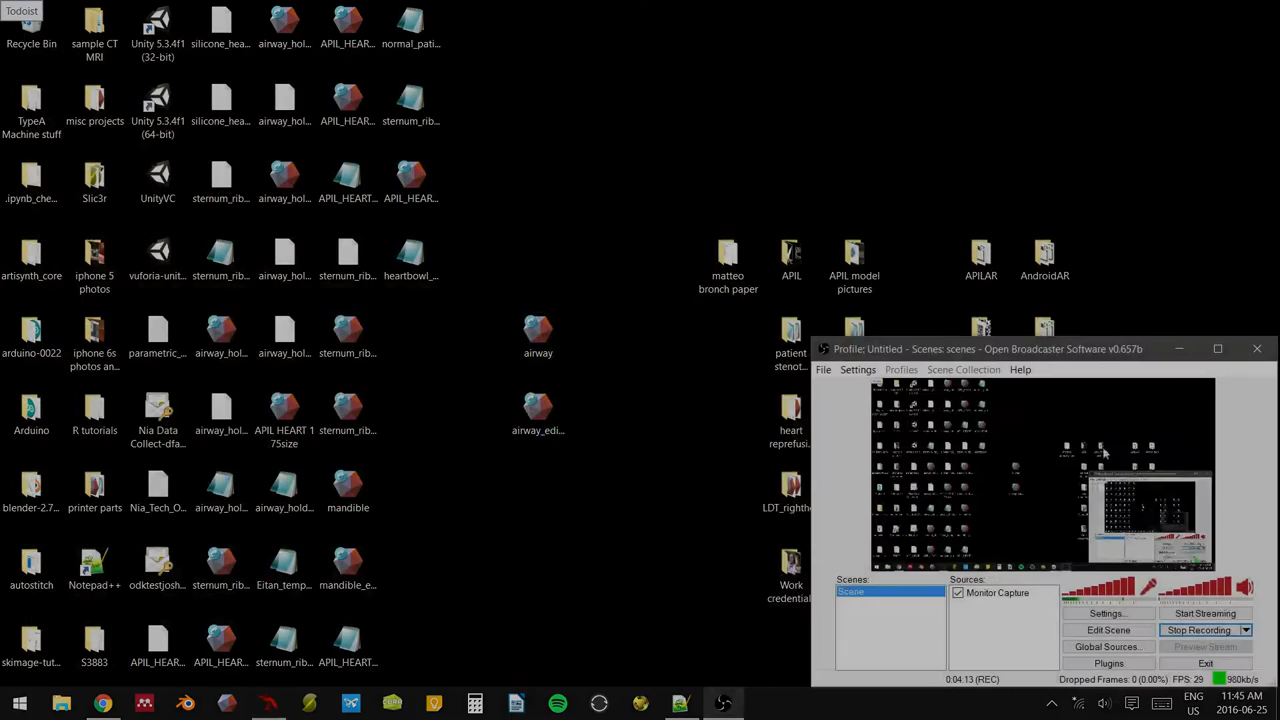 Todoist
Recycle Bin
sample CT
MRI
Unity 5.3.4f1
(32-bit)
silicone_hea...
airway_hol...
APIL_HEAR...
normal_pati...
TypeA
Machine stuff
misc projects
Unity 5.3.4f1
(64-bit)
silicone_hea...
airway_hol...
APIL_HEAR...
sternum_rib...
.ipynb_che...
Slic3r
UnityVC
sternum_rib...
airway_hol...
APIL_HEART...
APIL_HEAR...
artisynth_core
iphone 5
photos
vuforia-unit...
sternum_rib...
airway_hol...
sternum_rib...
heartbowl_...
matteo
bronch paper
APIL
APIL model
pictures
APILAR
AndroidAR
arduino-0022
iphone 6s
photos an...
parametric_...
airway_hol...
airway_hol...
sternum_rib...
airway
patient
stenot...
Arduino
R tutorials
Nia Data
Collect-dfa...
airway_hol...
APIL HEART 1
75size
sternum_rib...
airway_edi...
heart
reprefusi...
blender-2.7...
printer parts
Nia_Tech_O...
airway_hol...
airway_hold...
mandible
LDT_righth...
autostitch
Notepad++
odktestjosh...
sternum_rib...
Eitan_temp...
mandible_e...
Work
credential...
skimage-tut...
S3883
APIL_HEAR...
APIL_HEAR...
sternum_rib...
APIL_HEART...
Profile: Untitled - Scenes: scenes - Open Broadcaster Software v0.657b
File Settings Profiles Scene Collection Help
Scenes:
Scene
Sources:
Monitor Capture
Settings...
Start Streaming
Edit Scene
Stop Recording
Global Sources...
Preview Stream
Plugins
Exit
0:04:13 (REC)
Dropped Frames: 0 (0.00%)
FPS: 29
980kb/s
ENG
US
11:45 AM
2016-06-25